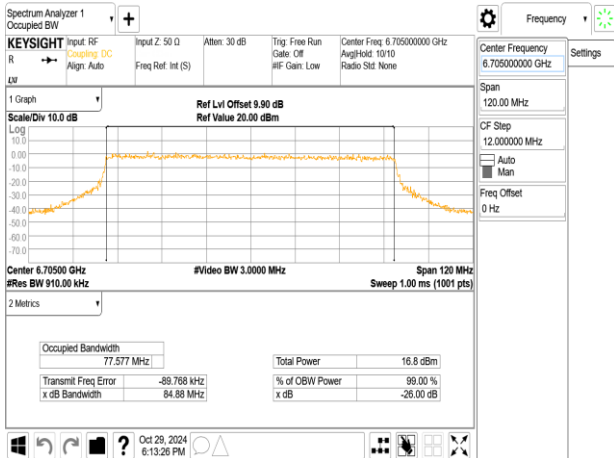 Spectrum Analyzer 1
Occupied BW
Frequency
KEYSIGHT
R
LXI
Input: RF
Coupling: DC
Align: Auto
Input Z: 50 Ω
Freq Ref: Int (S)
Atten: 30 dB
Trig: Free Run
Gate: Off
#IF Gain: Low
Center Freq: 6.705000000 GHz
Avg|Hold: 10/10
Radio Std: None
Center Frequency
6.705000000 GHz
Settings
Span
120.00 MHz
CF Step
12.000000 MHz
Auto
Man
Freq Offset
0 Hz
1 Graph
Scale/Div 10.0 dB
Ref Lvl Offset 9.90 dB
Ref Value 20.00 dBm
Log
10.0
0.00
-10.0
-20.0
-30.0
-40.0
-50.0
-60.0
-70.0
Center 6.70500 GHz
#Video BW 3.0000 MHz
Span 120 MHz
#Res BW 910.00 kHz
Sweep 1.00 ms (1001 pts)
2 Metrics
Occupied Bandwidth
77.577 MHz
Total Power
16.8 dBm
Transmit Freq Error
-89.768 kHz
% of OBW Power
99.00 %
x dB Bandwidth
84.88 MHz
x dB
-26.00 dB
?
Oct 29, 2024
6:13:26 PM